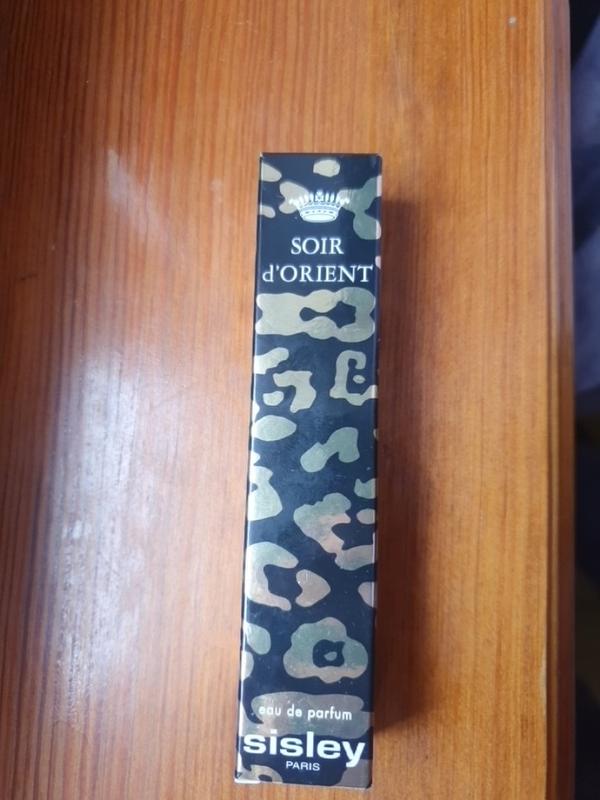 SOIR
d'ORIENT
eau de parfum
sisley
PARIS